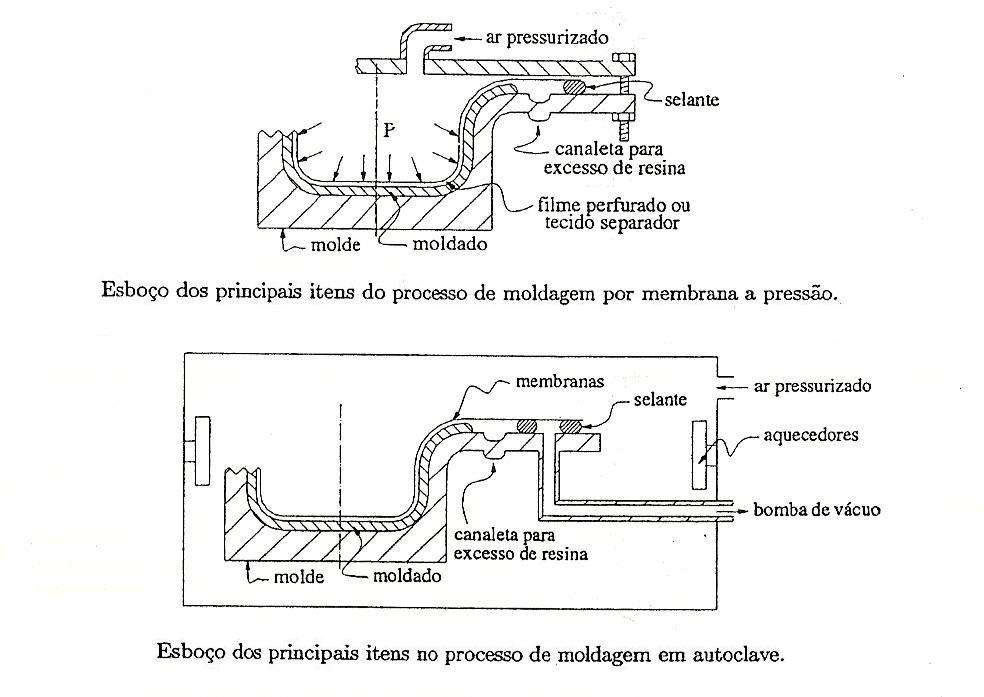 ar pressurizado
selante
P
canaleta para
excesso de resina
filme perfurado ou
tecido separador
molde
moldado
Esboço dos principais itens do processo de moldagem por membrana a pressão.
membranas
ar pressurizado
selante
aquecedores
bomba de vácuo
canaleta para
excesso de resina
molde
moldado
Esboço dos principais itens no processo de moldagem em autoclave.